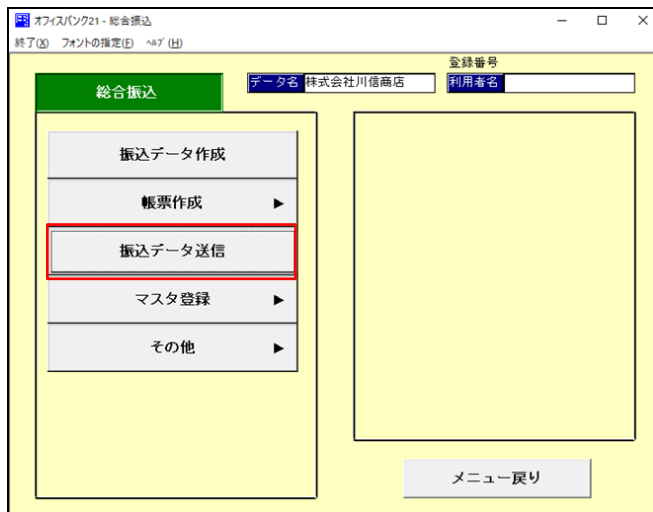 オフィスバンク21 - 総合振込
終了(X) フォントの指定(F) ヘルプ(H)
登録番号
総合振込 データ名 株式会社川信商店 利用者名
振込データ作成
帳票作成 ▶
振込データ送信
マスタ登録 ▶
その他 ▶
メニュー戻り